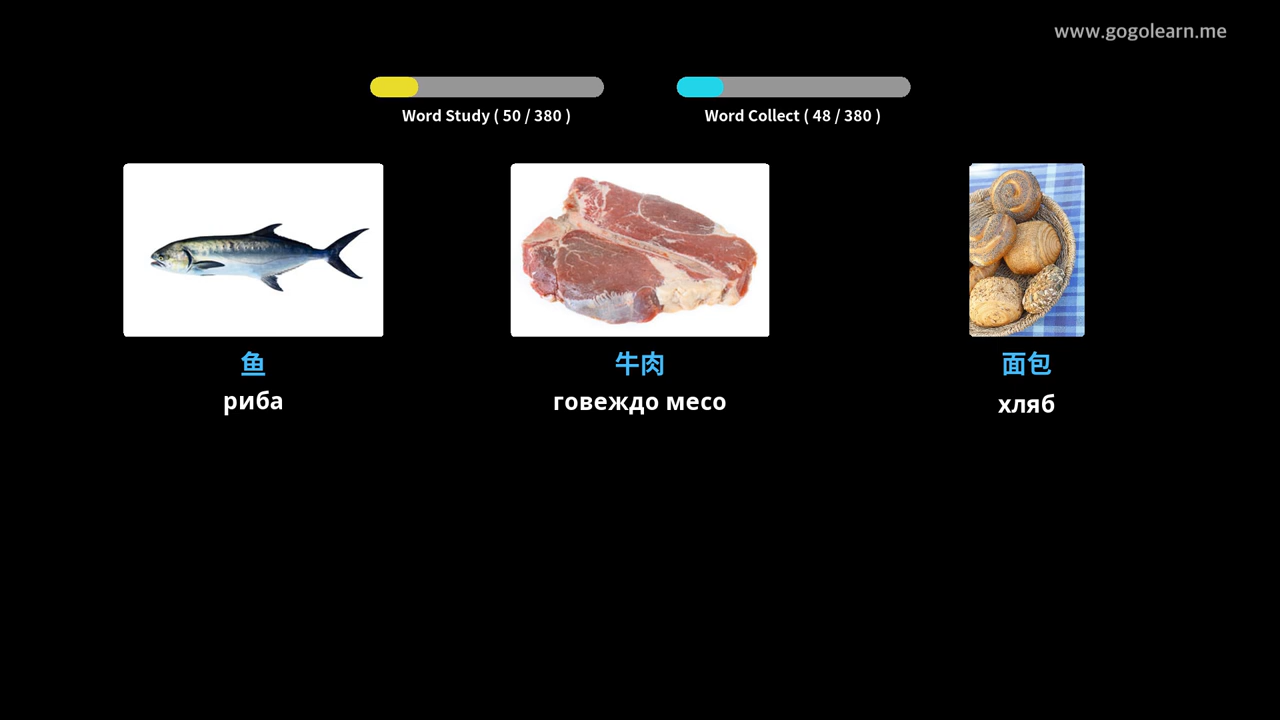 www.gogolearn.me
Word Study ( 50 / 380 )
Word Collect ( 48 / 380 )
鱼
牛肉
面包
риба
говеждо месо
хляб